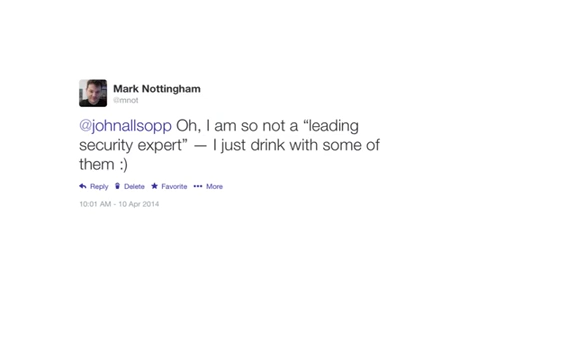 Mark Nottingham
@mnot
@johnallsopp Oh, I am so not a “leading
security expert” — I just drink with some of
them :)
Reply Delete Favorite More
10:01 AM - 10 Apr 2014